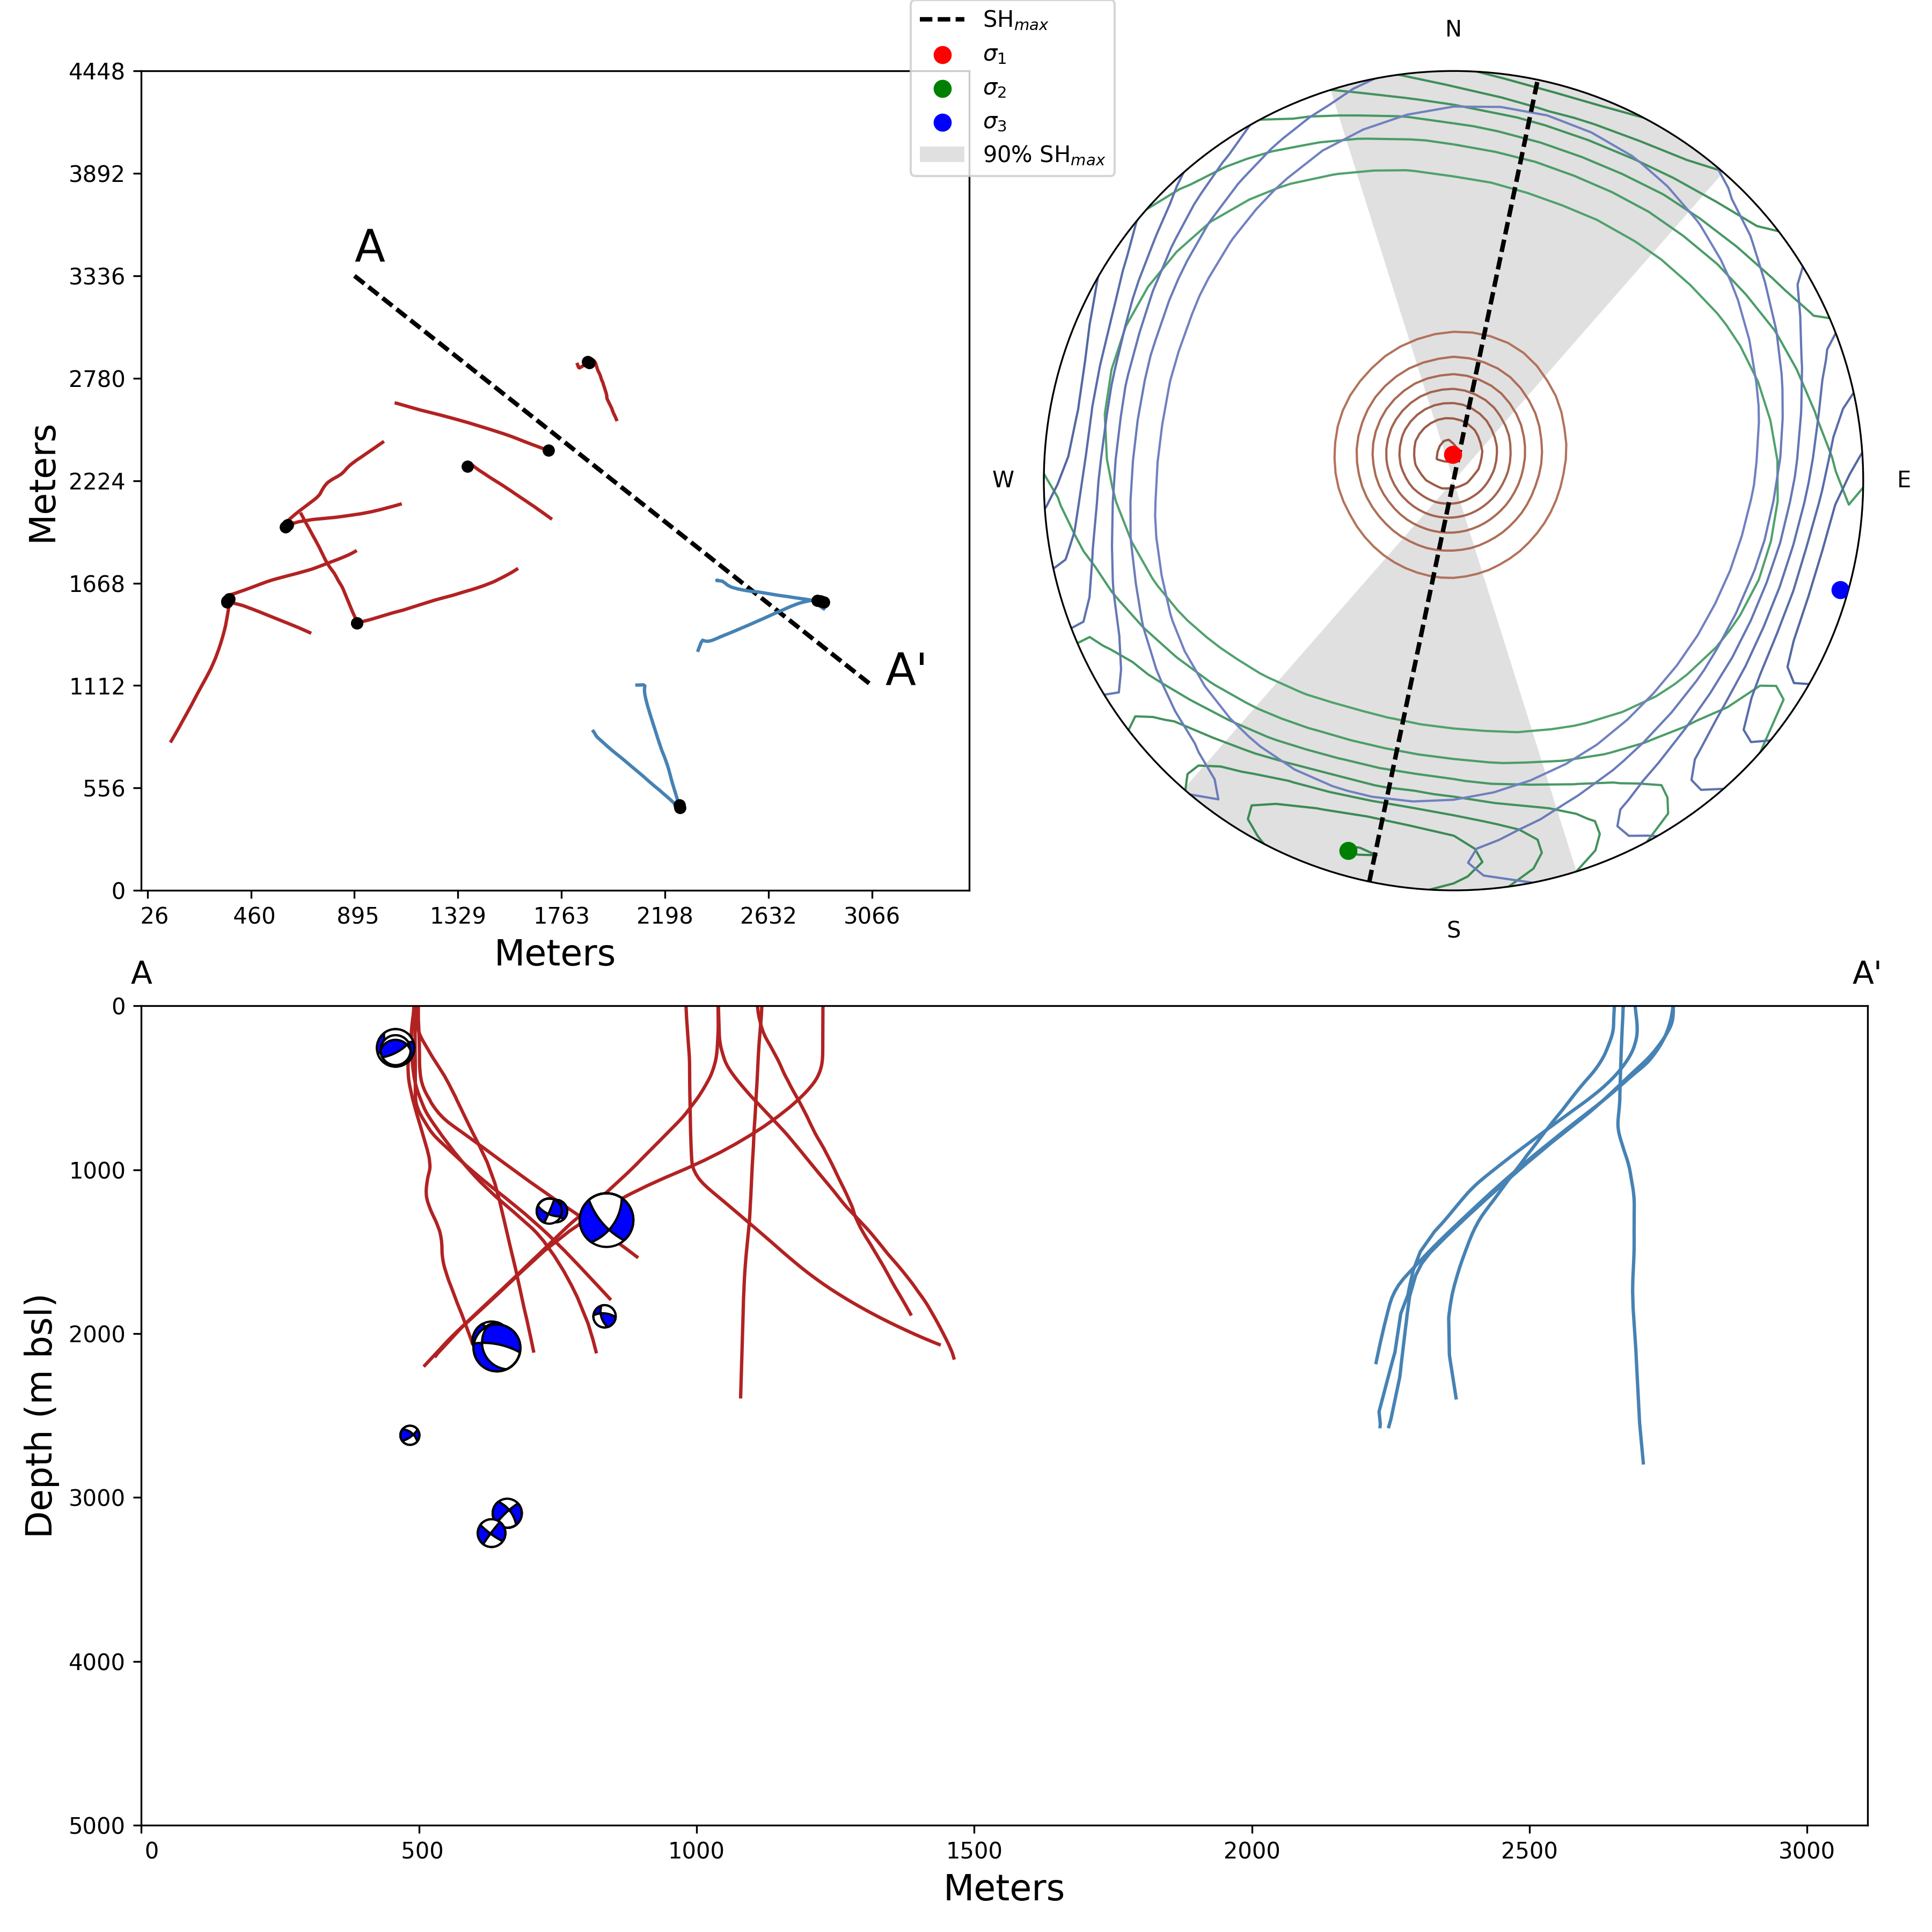 SHmax
σ1
σ2
σ3
90% SHmax
N
W
E
S
4448
3892
3336
2780
2224
1668
1112
556
0
Meters
A
A'
26 460 895 1329 1763 2198 2632 3066
Meters
A A'
0
1000
2000
3000
4000
5000
Depth (m bsl)
0 500 1000 1500 2000 2500 3000
Meters